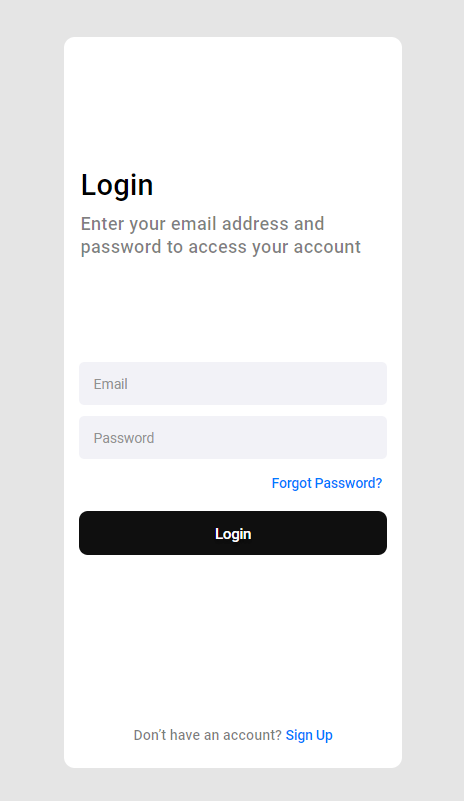 Login
Enter your email address and
password to access your account
Email
Password
Forgot Password?
Login
Don’t have an account? Sign Up